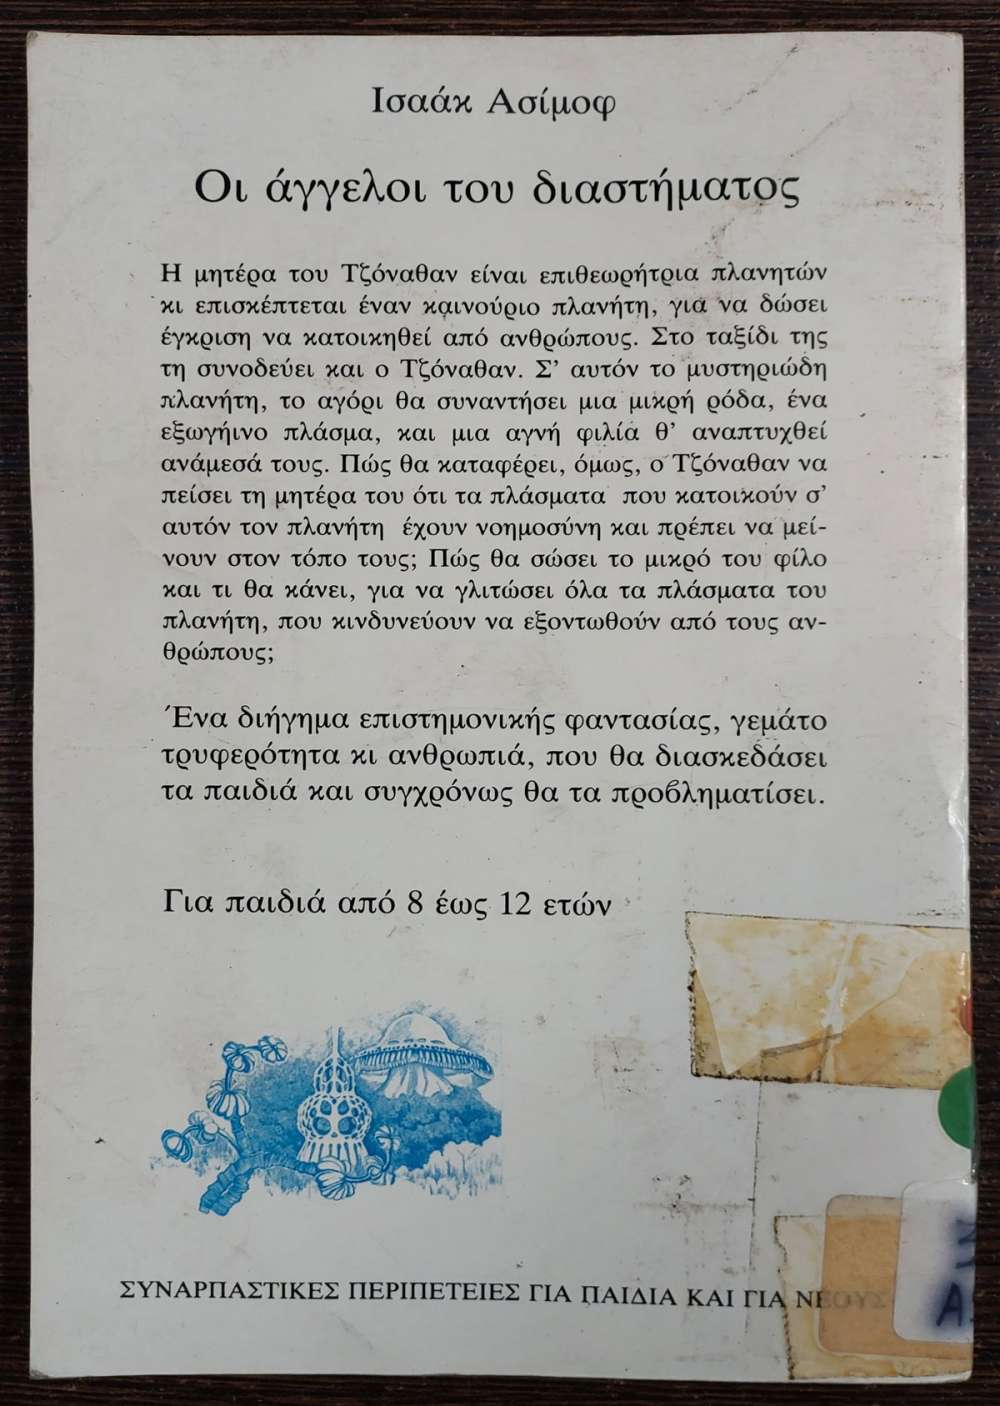 Ισαάκ Ασίμοφ
Οι άγγελοι του διαστήματος
Η μητέρα του Τζόναθαν είναι επιθεωρήτρια πλανητών
κι επισκέπτεται έναν καινούριο πλανήτη, για να δώσει
έγκριση να κατοικηθεί από ανθρώπους. Στο ταξίδι της
τη συνοδεύει και ο Τζόναθαν. Σ' αυτόν το μυστηριώδη
πλανήτη, το αγόρι θα συναντήσει μια μικρή ρόδα, ένα
εξωγήινο πλάσμα, και μια αγνή φιλία θ' αναπτυχθεί
ανάμεσά τους. Πώς θα καταφέρει, όμως, ο Τζόναθαν να
πείσει τη μητέρα του ότι τα πλάσματα που κατοικούν σ'
αυτόν τον πλανήτη έχουν νοημοσύνη και πρέπει να μεί-
νουν στον τόπο τους; Πώς θα σώσει το μικρό του φίλο
και τι θα κάνει, για να γλιτώσει όλα τα πλάσματα του
πλανήτη, που κινδυνεύουν να εξοντωθούν από τους αν-
θρώπους;
Ένα διήγημα επιστημονικής φαντασίας, γεμάτο
τρυφερότητα κι ανθρωπιά, που θα διασκεδάσει
τα παιδιά και συγχρόνως θα τα προβληματίσει.
Για παιδιά από 8 έως 12 ετών
ΣΥΝΑΡΠΑΣΤΙΚΕΣ ΠΕΡΙΠΕΤΕΙΕΣ ΓΙΑ ΠΑΙΔΙΑ ΚΑΙ ΓΙΑ ΝΕΟΥΣ